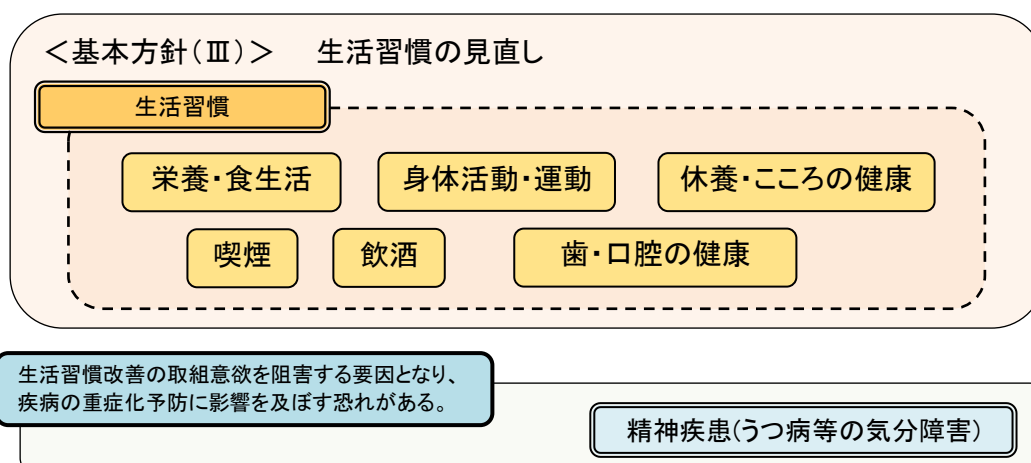 ＜基本方針（Ⅲ）＞　生活習慣の見直し
生活習慣
栄養・食生活
身体活動・運動
休養・こころの健康
喫煙
飲酒
歯・口腔の健康
生活習慣改善の取組意欲を阻害する要因となり、
疾病の重症化予防に影響を及ぼす恐れがある。
精神疾患(うつ病等の気分障害）